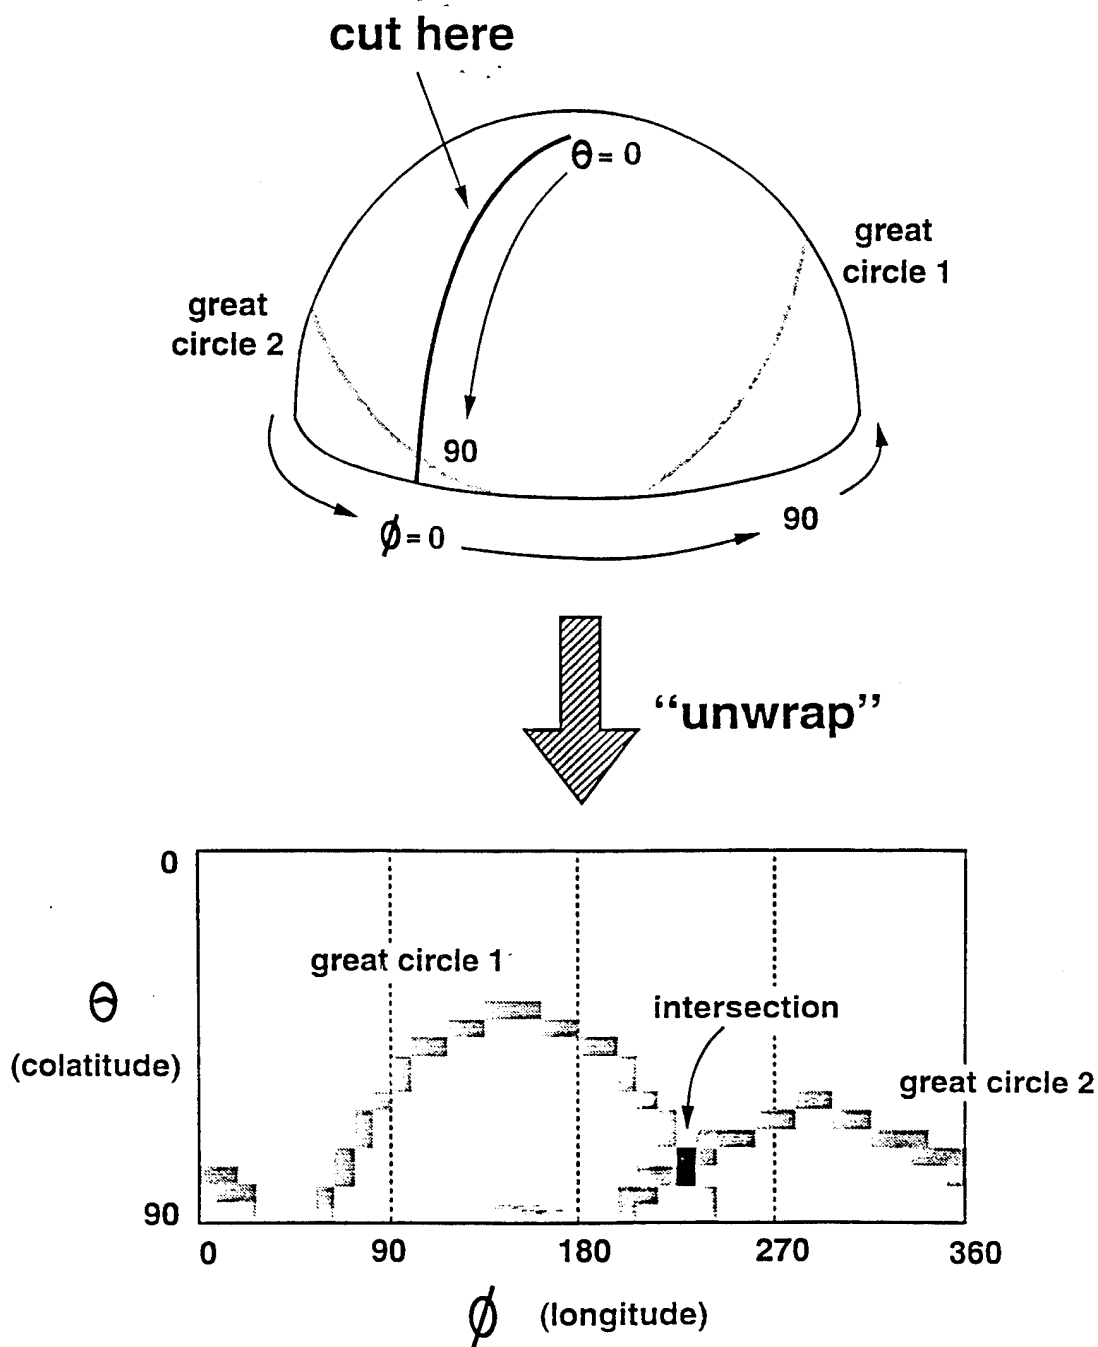 cut here
θ = 0
great
circle 1
great
circle 2
90
ϕ = 0
90
“unwrap”
0
great circle 1
θ
intersection
(colatitude)
great circle 2
90
0
90
180
270
360
ϕ (longitude)